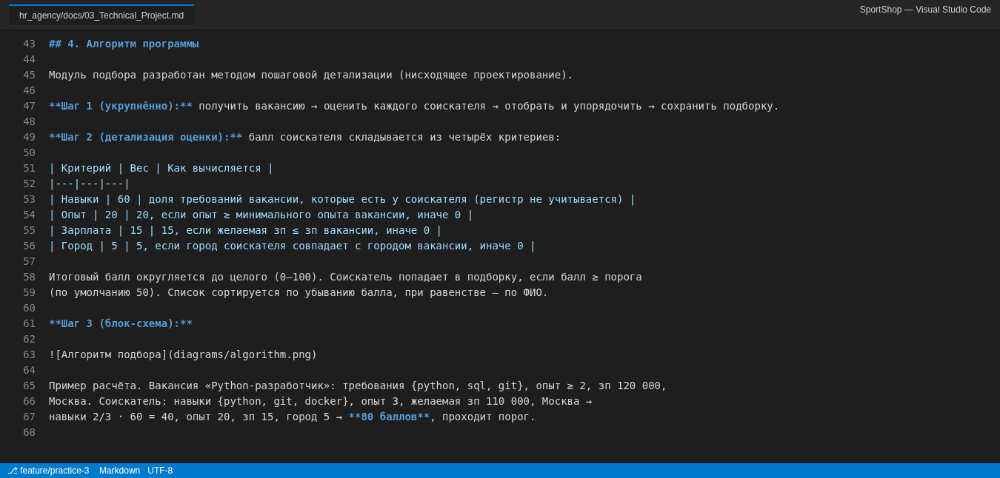 hr_agency/docs/03_Technical_Project.md
SportShop — Visual Studio Code
43 ## 4. Алгоритм программы
44
45 Модуль подбора разработан методом пошаговой детализации (нисходящее проектирование).
46
47 **Шаг 1 (укрупнённо):** получить вакансию → оценить каждого соискателя → отобрать и упорядочить → сохранить подборку.
48
49 **Шаг 2 (детализация оценки):** балл соискателя складывается из четырёх критериев:
50
51 | Критерий | Вес | Как вычисляется |
52 |---|---|---|
53 | Навыки | 60 | доля требований вакансии, которые есть у соискателя (регистр не учитывается) |
54 | Опыт | 20 | 20, если опыт ≥ минимального опыта вакансии, иначе 0 |
55 | Зарплата | 15 | 15, если желаемая зп ≤ зп вакансии, иначе 0 |
56 | Город | 5 | 5, если город соискателя совпадает с городом вакансии, иначе 0 |
57
58 Итоговый балл округляется до целого (0–100). Соискатель попадает в подборку, если балл ≥ порога
59 (по умолчанию 50). Список сортируется по убыванию балла, при равенстве — по ФИО.
60
61 **Шаг 3 (блок-схема):**
62
63 ![Алгоритм подбора](diagrams/algorithm.png)
64
65 Пример расчёта. Вакансия «Python-разработчик»: требования {python, sql, git}, опыт ≥ 2, зп 120 000,
66 Москва. Соискатель: навыки {python, git, docker}, опыт 3, желаемая зп 110 000, Москва →
67 навыки 2/3 · 60 = 40, опыт 20, зп 15, город 5 → **80 баллов**, проходит порог.
68
⎇ feature/practice-3 Markdown UTF-8